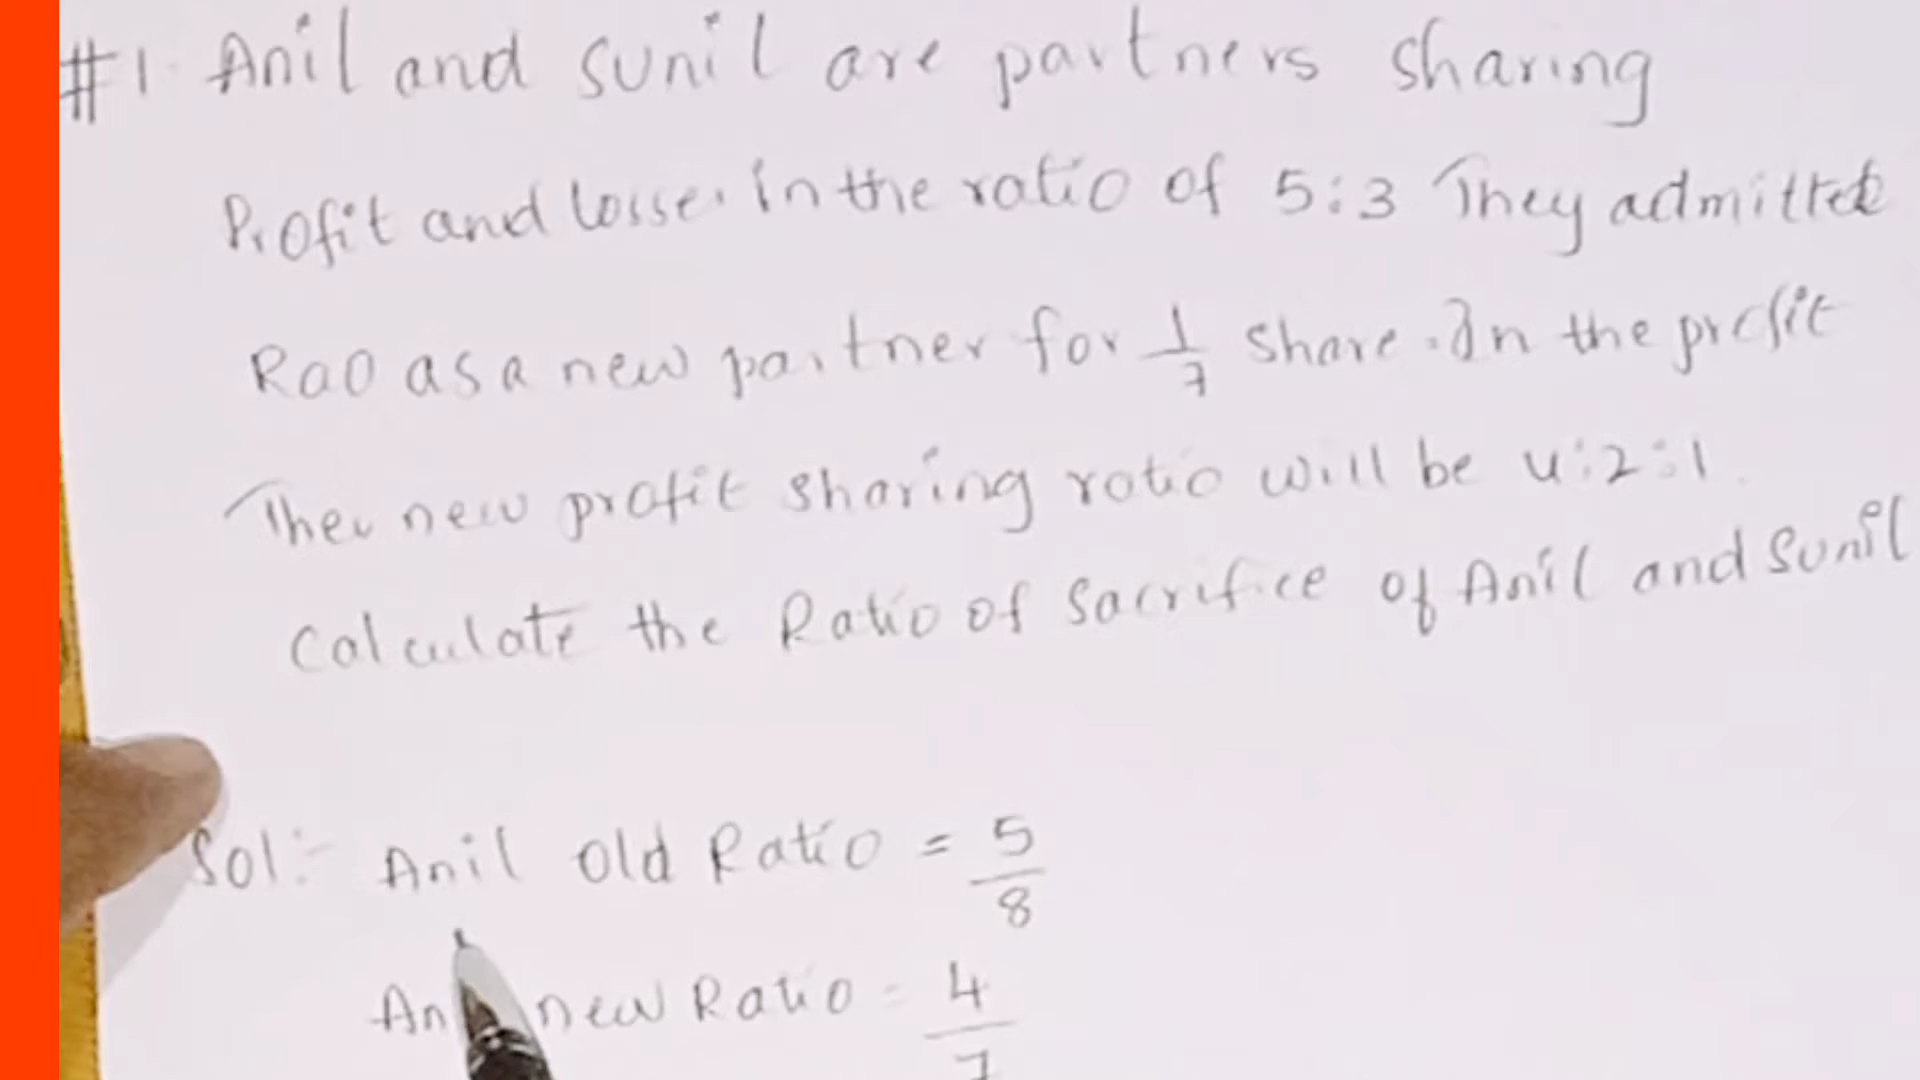 #1. Anil and Sunil are partners sharing
Profit and losses in the ratio of 5:3 They admitted
Rao as a new partner for 1/7 share. In the profit
The new profit sharing ratio will be 4:2:1.
Calculate the Ratio of Sacrifice of Anil and Sunil
Sol:- Anil Old Ratio = 5/8
An new Ratio = 4/7